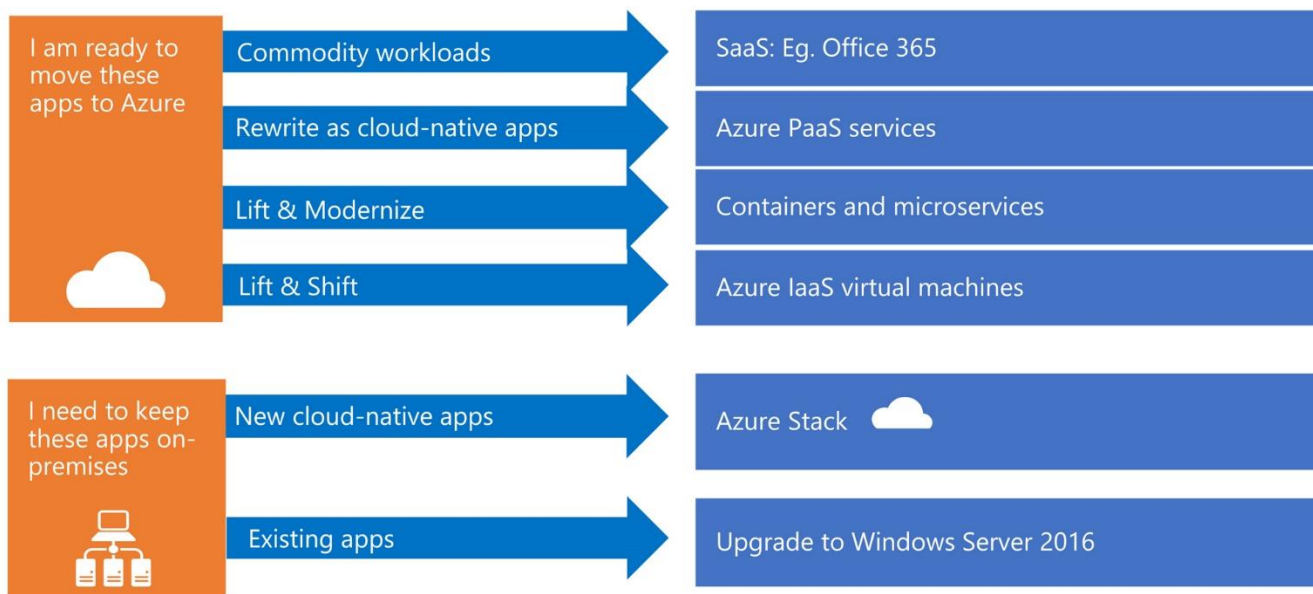 I am ready to
move these
apps to Azure
Commodity workloads
SaaS: Eg. Office 365
Rewrite as cloud-native apps
Azure PaaS services
Lift & Modernize
Containers and microservices
Lift & Shift
Azure IaaS virtual machines
I need to keep
these apps on-
premises
New cloud-native apps
Azure Stack
Existing apps
Upgrade to Windows Server 2016